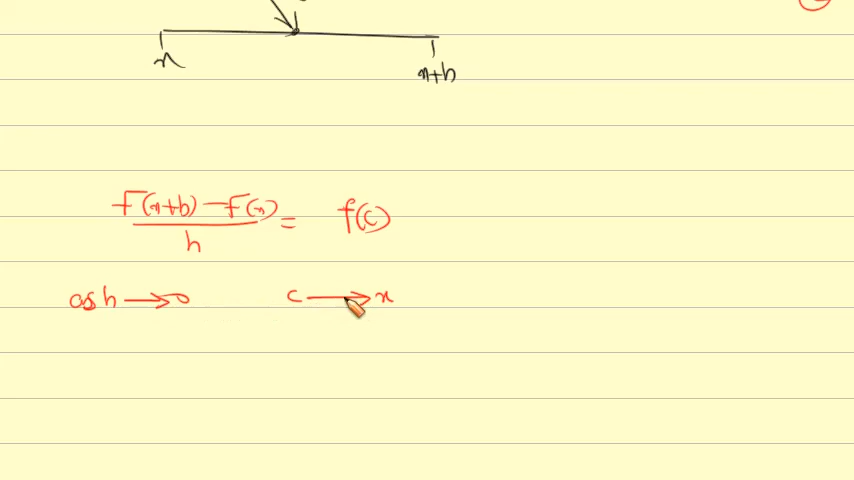 x
x+h
F(x+h) - F(x)
h
= f(c)
as h → 0 c → x